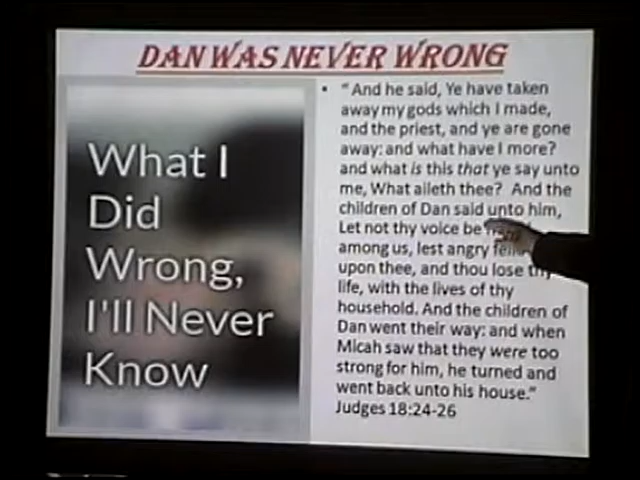 DAN WAS NEVER WRONG
What I
Did
Wrong,
I'll Never
Know
• " And he said, Ye have taken
away my gods which I made,
and the priest, and ye are gone
away: and what have I more?
and what is this that ye say unto
me, What aileth thee? And the
children of Dan said unto him,
Let not thy voice be
among us, lest angry
upon thee, and thou lose thy
life, with the lives of thy
household. And the children of
Dan went their way: and when
Micah saw that they were too
strong for him, he turned and
went back unto his house."
Judges 18:24-26